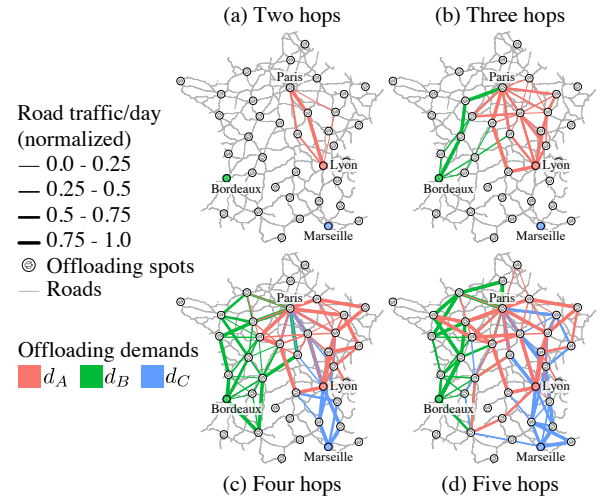 (a) Two hops
(b) Three hops
Road traffic/day
(normalized)
0.0 - 0.25
0.25 - 0.5
0.5 - 0.75
0.75 - 1.0
Offloading spots
Roads
Offloading demands
d_A d_B d_C
Paris
Lyon
Bordeaux
Marseille
Paris
Lyon
Bordeaux
Marseille
Paris
Lyon
Bordeaux
Marseille
Paris
Lyon
Bordeaux
Marseille
(c) Four hops
(d) Five hops